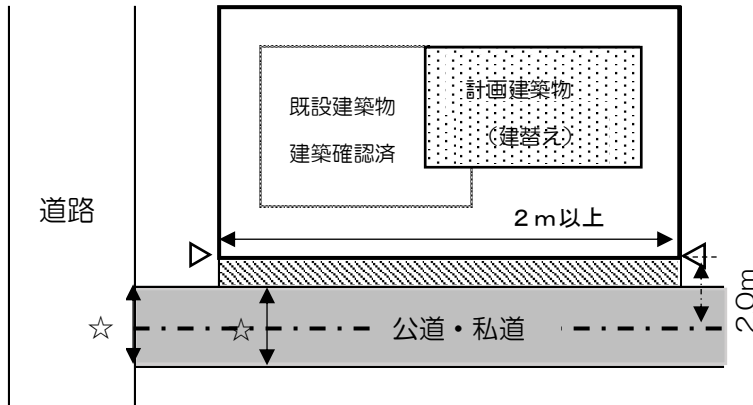 計画建築物
(建替え)
既設建築物
建築確認済
道路
2m以上
☆
☆
公道・私道
2.0m